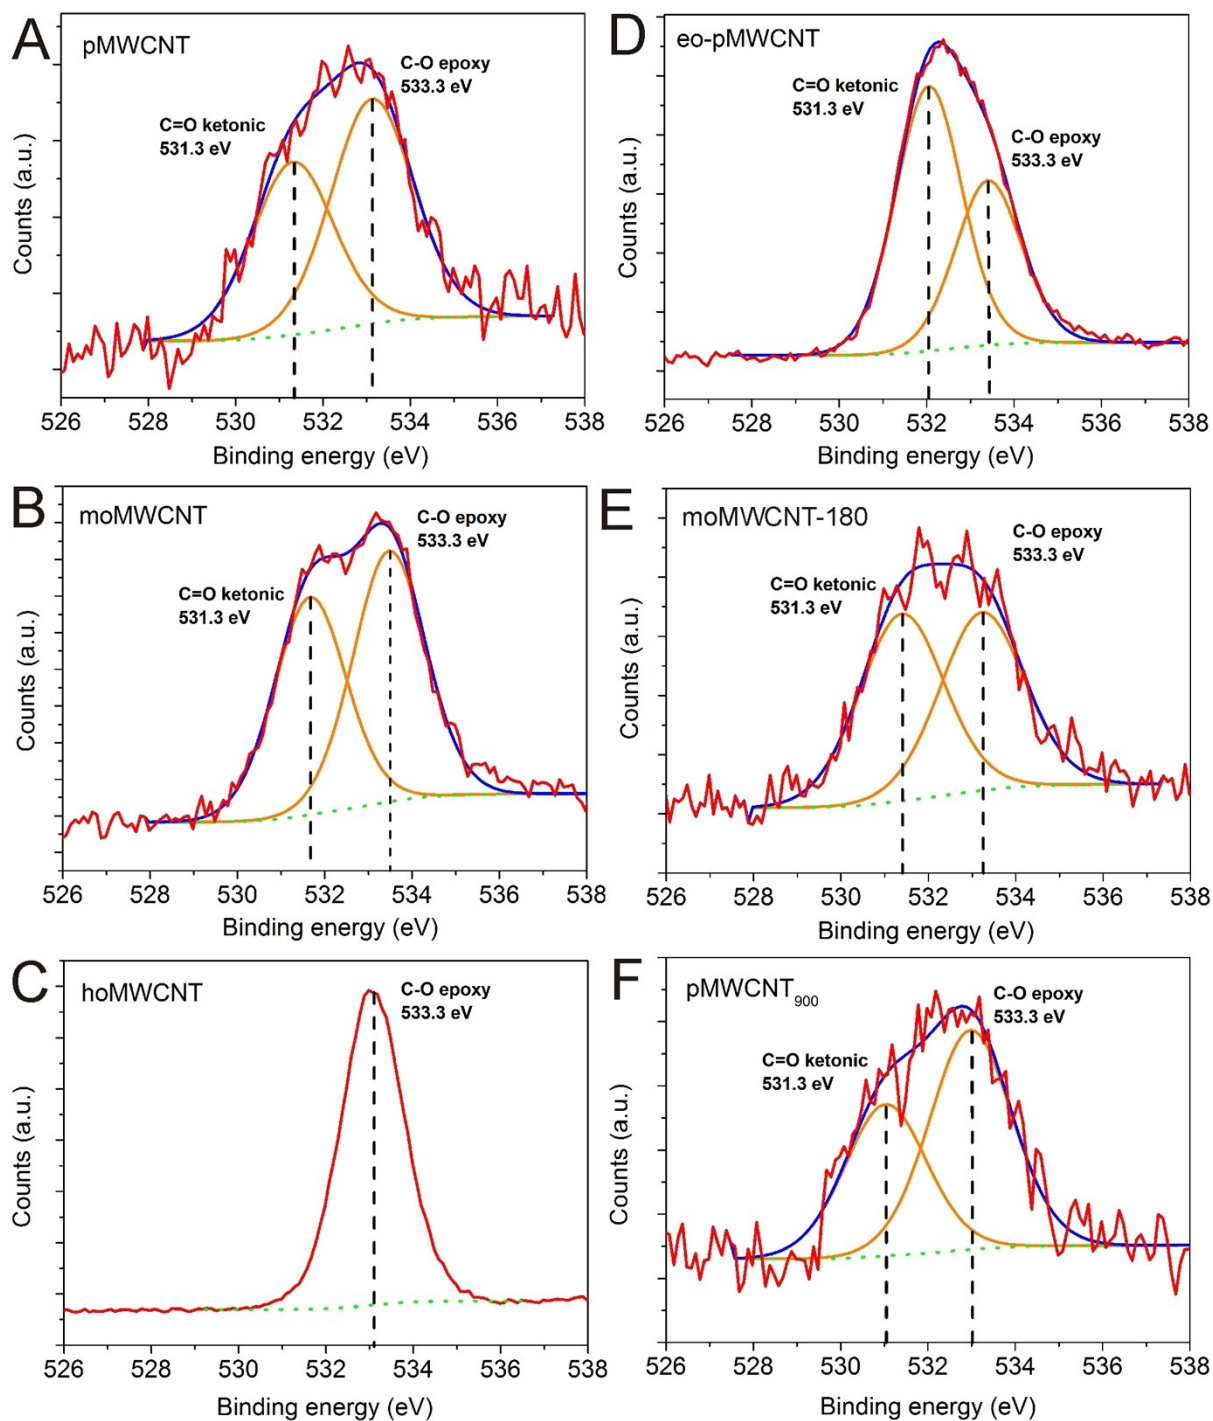 A
pMWCNT
C-O epoxy
533.3 eV
C=O ketonic
531.3 eV
Counts (a.u.)
526 528 530 532 534 536 538
Binding energy (eV)
D
eo-pMWCNT
C=O ketonic
531.3 eV
C-O epoxy
533.3 eV
Counts (a.u.)
526 528 530 532 534 536 538
Binding energy (eV)
B
moMWCNT
C-O epoxy
533.3 eV
C=O ketonic
531.3 eV
Counts (a.u.)
526 528 530 532 534 536 538
Binding energy (eV)
E
moMWCNT-180
C-O epoxy
533.3 eV
C=O ketonic
531.3 eV
Counts (a.u.)
526 528 530 532 534 536 538
Binding energy (eV)
C
hoMWCNT
C-O epoxy
533.3 eV
Counts (a.u.)
526 528 530 532 534 536 538
Binding energy (eV)
F
pMWCNT₉₀₀
C-O epoxy
533.3 eV
C=O ketonic
531.3 eV
Counts (a.u.)
526 528 530 532 534 536 538
Binding energy (eV)